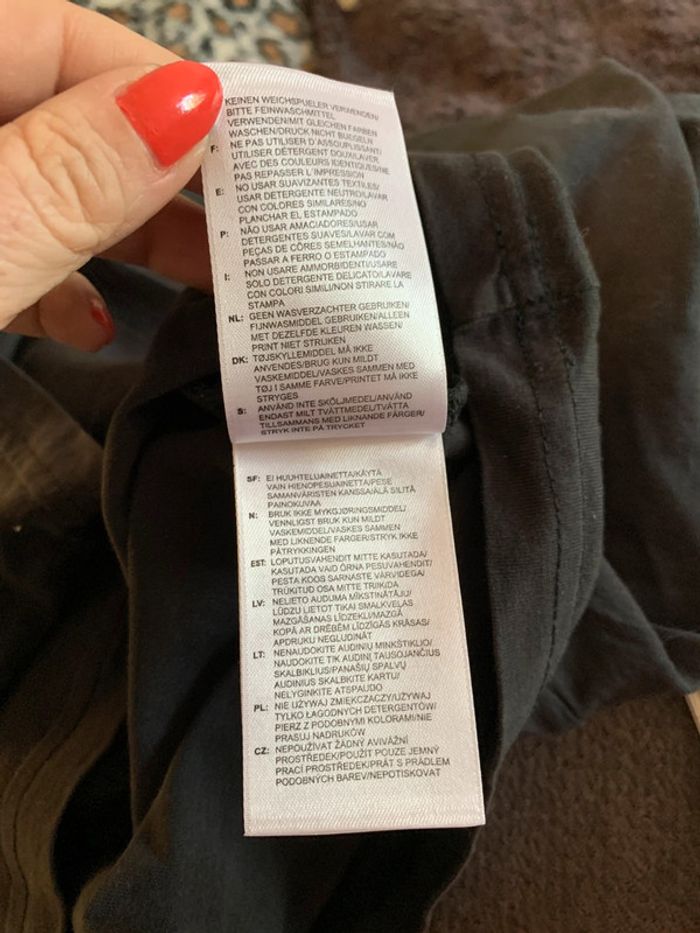 KEINEN WEICHSPUELER VERWENDEN/
BITTE FEINWASCHMITTEL
VERWENDEN/MIT GLEICHEN FARBEN
WASCHEN/DRUCK NICHT BUEGELN
F: NE PAS UTILISER D'ASSOUPLISSANT/
UTILISER DÉTERGENT DOUX/LAVER
AVEC DES COULEURS IDENTIQUES/NE
PAS REPASSER L'IMPRESSION
E: NO USAR SUAVIZANTES TEXTILES/
USAR DETERGENTE NEUTRO/LAVAR
CON COLORES SIMILARES/NO
PLANCHAR EL ESTAMPADO
P: NÃO USAR AMACIADORES/USAR
DETERGENTES SUAVES/LAVAR COM
PEÇAS DE CÔRES SEMELHANTES/NÃO
PASSAR A FERRO O ESTAMPADO
I: NON USARE AMMORBIDENTI/USARE
SOLO DETERGENTE DELICATO/LAVARE
CON COLORI SIMILI/NON STIRARE LA
STAMPA
NL: GEEN WASVERZACHTER GEBRUIKEN/
FIJNWASMIDDEL GEBRUIKEN/ALLEEN
MET DEZELFDE KLEUREN WASSEN/
PRINT NIET STRIJKEN
DK: TØJSKYLLEMIDDEL MÅ IKKE
ANVENDES/BRUG KUN MILDT
VASKEMIDDEL/VASKES SAMMEN MED
TØJ I SAMME FARVE/PRINTET MÅ IKKE
STRYGES
S: ANVÄND INTE SKÖLJMEDEL/ANVÄND
ENDAST MILT TVÄTTMEDEL/TVÄTTA
TILLSAMMANS MED LIKNANDE FÄRGER/
STRYK INTE PÅ TRYCKET
SF: EI HUUHTELUAINETTA/KÄYTÄ
VAIN HIENOPESUAINETTA/PESE
SAMANVÄRISTEN KANSSA/ÄLÄ SILITÄ
PAINOKUVAA
N: BRUK IKKE MYKGJØRINGSMIDDEL/
VENNLIGST BRUK KUN MILDT
VASKEMIDDEL/VASKES SAMMEN
MED LIKNENDE FARGER/STRYK IKKE
PÅTRYKKINGEN
EST: LOPUTUSVAHENDIT MITTE KASUTADA/
KASUTADA VAID ÕRNA PESUVAHENDIT/
PESTA KOOS SARNASTE VÄRVIDEGA/
TRÜKITUD OSA MITTE TRIIKIDA
LV: NELIETO AUDUMA MĪKSTINĀTĀJU/
LŪDZU LIETOT TIKAI SMALKVEĻAS
MAZGĀŠANAS LĪDZEKLI/MAZGĀ
KOPĀ AR DRĒBĒM LĪDZĪGĀS KRĀSĀS/
APDRUKU NEGLUDINĀT
LT: NENAUDOKITE AUDINIŲ MINKŠTIKLIO/
NAUDOKITE TIK AUDINĮ TAUSOJANČIUS
SKALBIKLIUS/PANAŠIŲ SPALVŲ
AUDINIUS SKALBKITE KARTU/
NELYGINKITE ATSPAUDO
PL: NIE UŻYWAJ ZMIĘKCZACZY/UŻYWAJ
TYLKO ŁAGODNYCH DETERGENTÓW/
PIERZ Z PODOBNYMI KOLORAMI/NIE
PRASUJ NADRUKÓW
CZ: NEPOUŽÍVAT ŽÁDNÝ AVIVÁŽNÍ
PROSTŘEDEK/POUŽÍT POUZE JEMNÝ
PRACÍ PROSTŘEDEK/PRÁT S PRÁDLEM
PODOBNÝCH BAREV/NEPOTISKOVAT